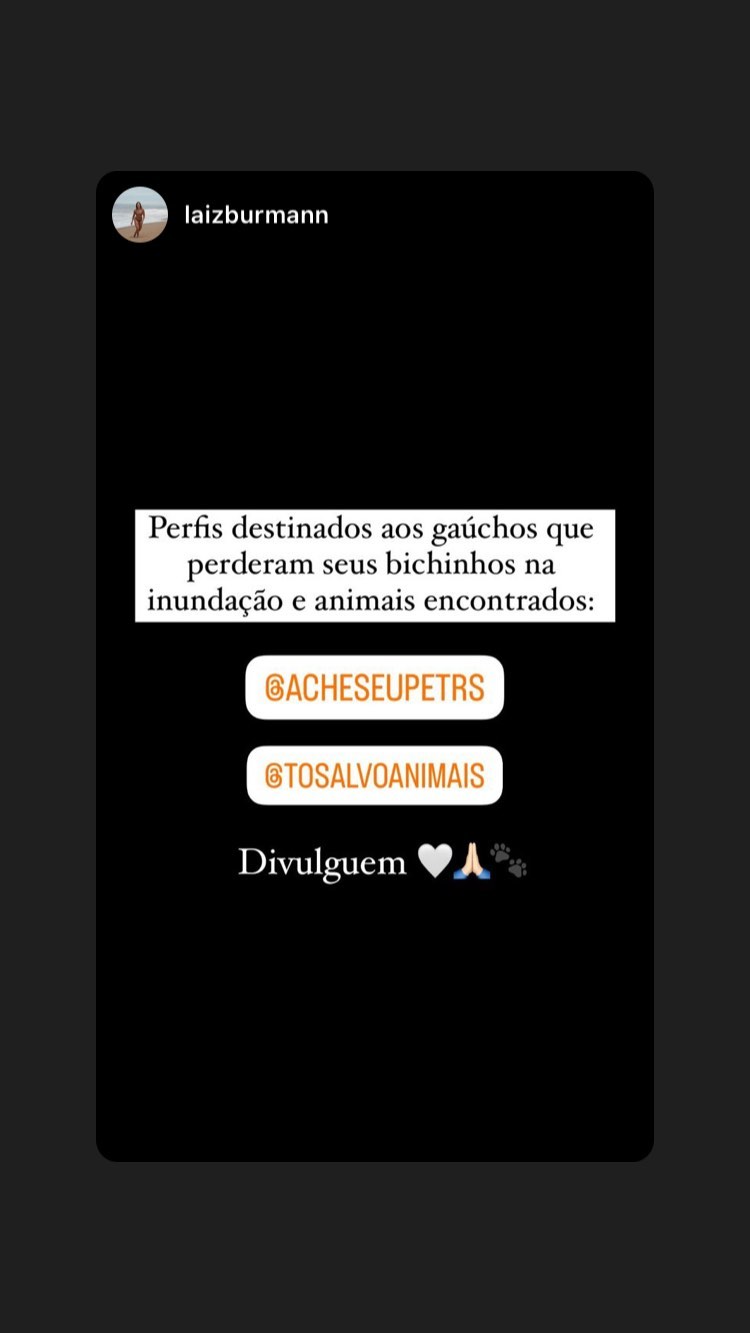 laizburmann
Perfis destinados aos gaúchos que
perderam seus bichinhos na
inundação e animais encontrados:
@ACHESEUPETRS
@TOSALVOANIMAIS
Divulguem 🤍🙏🏻🐾